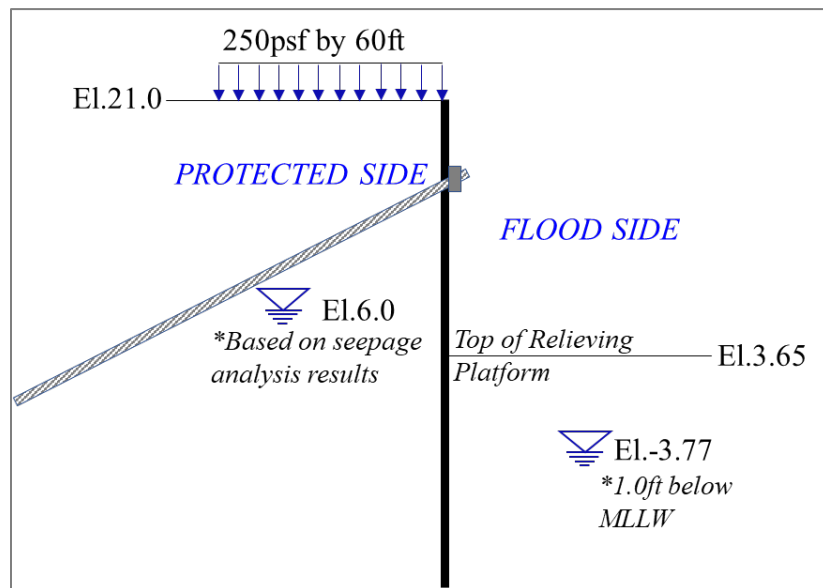 250psf by 60ft
El.21.0
PROTECTED SIDE
FLOOD SIDE
El.6.0
*Based on seepage
analysis results
Top of Relieving
Platform
El.3.65
El.-3.77
*1.0ft below
MLLW